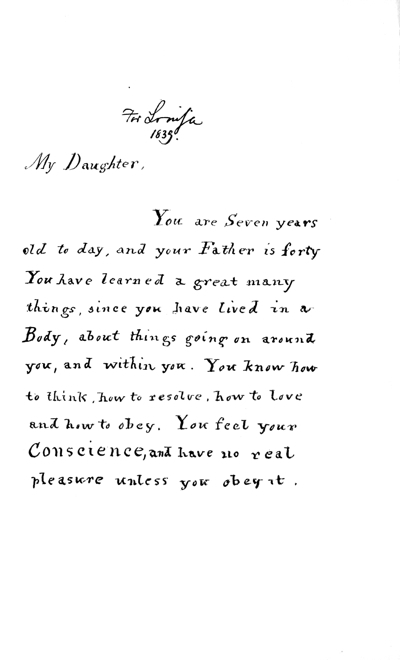 For Louisa
1839.
My Daughter,
You are Seven years
old to day, and your Father is forty
You have learned a great many
things, since you have lived in a
Body, about things going on around
you, and within you. You know how
to think, how to resolve, how to love
and how to obey. You feel your
Conscience, and have no real
pleasure unless you obey it.